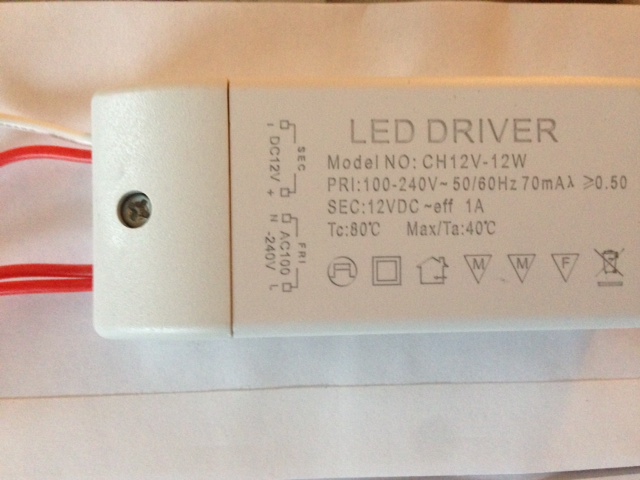 LED DRIVER
Model NO: CH12V-12W
PRI:100-240V~50/60Hz 70mAλ ≥0.50
SEC:12VDC ~eff 1A
Tc:80℃ Max/Ta:40℃
M M F
SEC
- DC12V +
PRI
N AC100 L
-240V